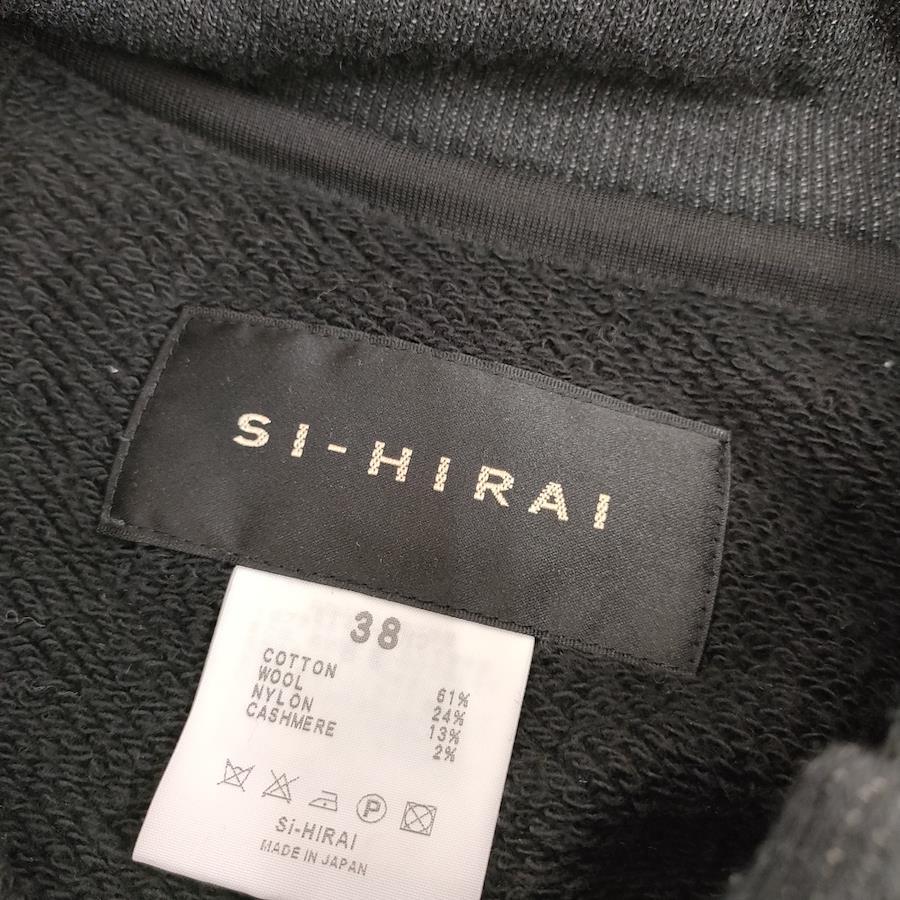 SI-HIRAI
38
COTTON 61%
WOOL 24%
NYLON 13%
CASHMERE 2%
P
Si-HIRAI
MADE IN JAPAN